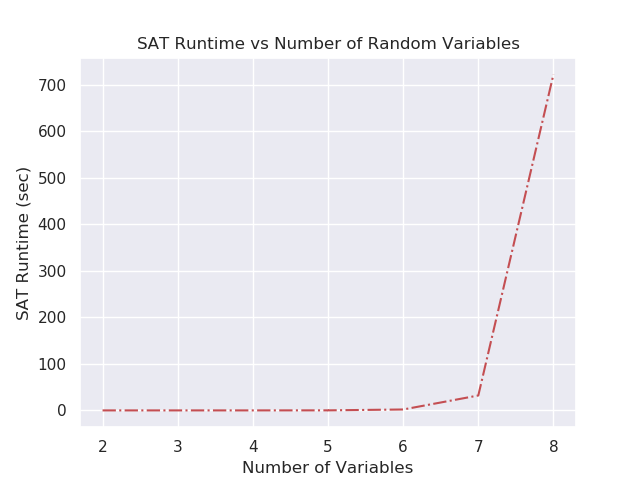 SAT Runtime vs Number of Random Variables
700
600
500
400
300
200
100
0
SAT Runtime (sec)
2 3 4 5 6 7 8
Number of Variables